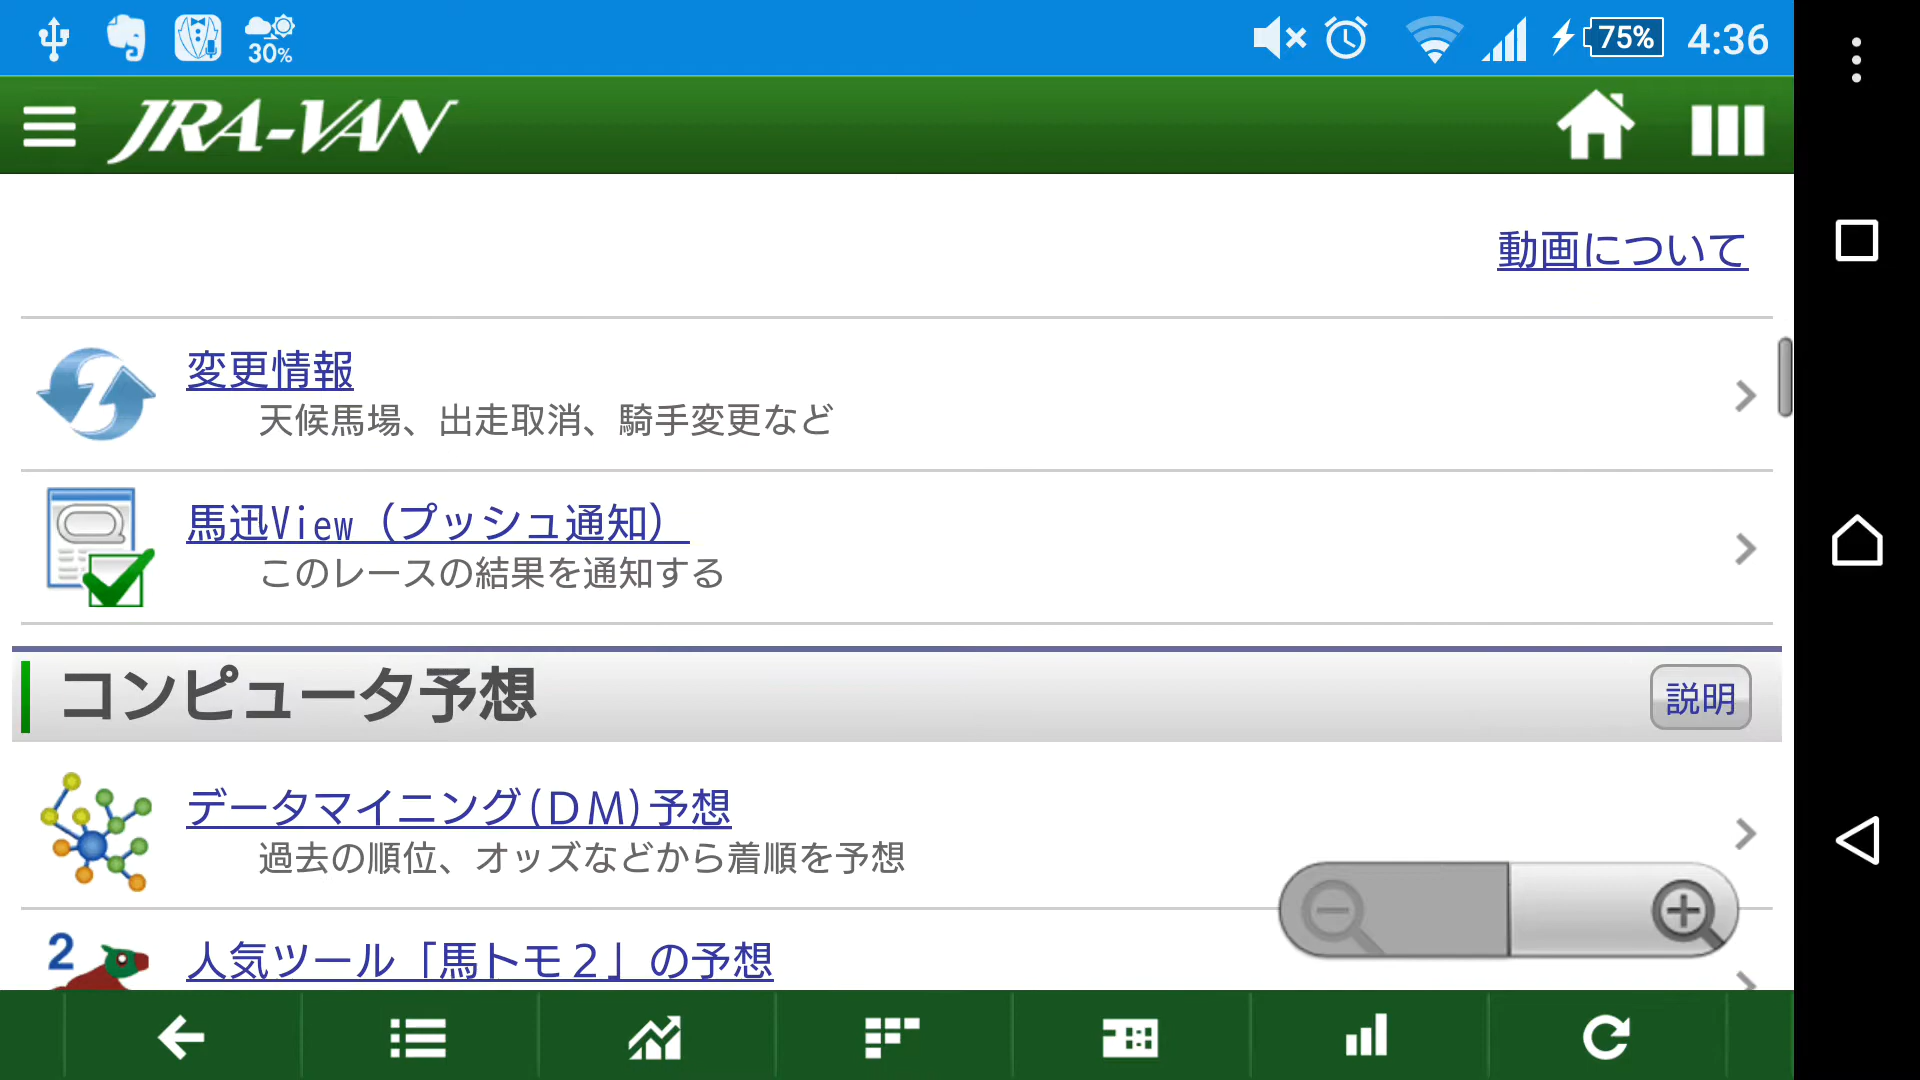 30%
75%
4:36
JRA-VAN
動画について
変更情報
天候馬場、出走取消、騎手変更など
馬迅View（プッシュ通知）
このレースの結果を通知する
コンピュータ予想
説明
データマイニング(ＤＭ)予想
過去の順位、オッズなどから着順を予想
2
人気ツール「馬トモ２」の予想